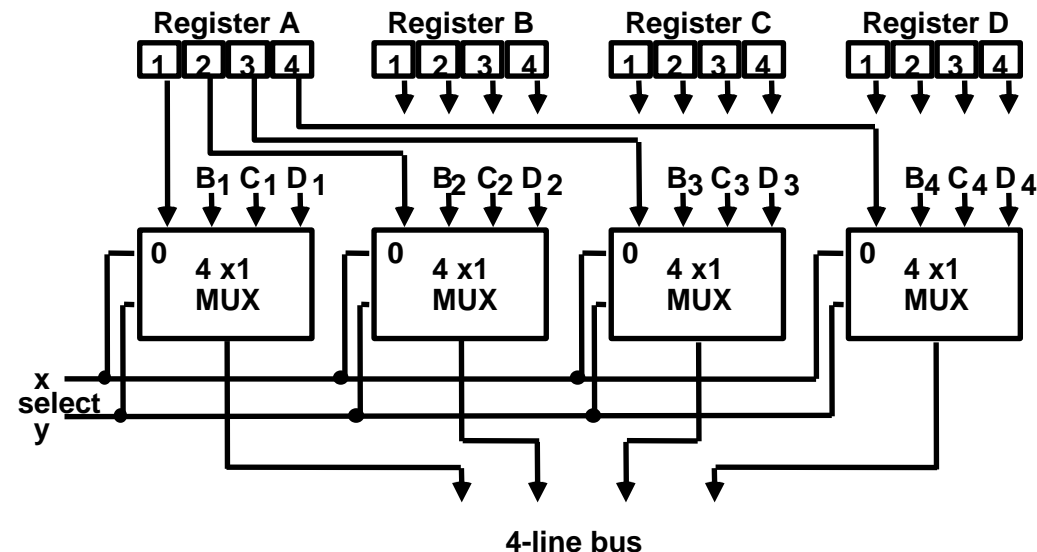 Register A Register B Register C Register D
1 2 3 4 1 2 3 4 1 2 3 4 1 2 3 4
B1 C1 D1 B2 C2 D2 B3 C3 D3 B4 C4 D4
0 0 0 0
4 x1 4 x1 4 x1 4 x1
MUX MUX MUX MUX
x
select
y
4-line bus